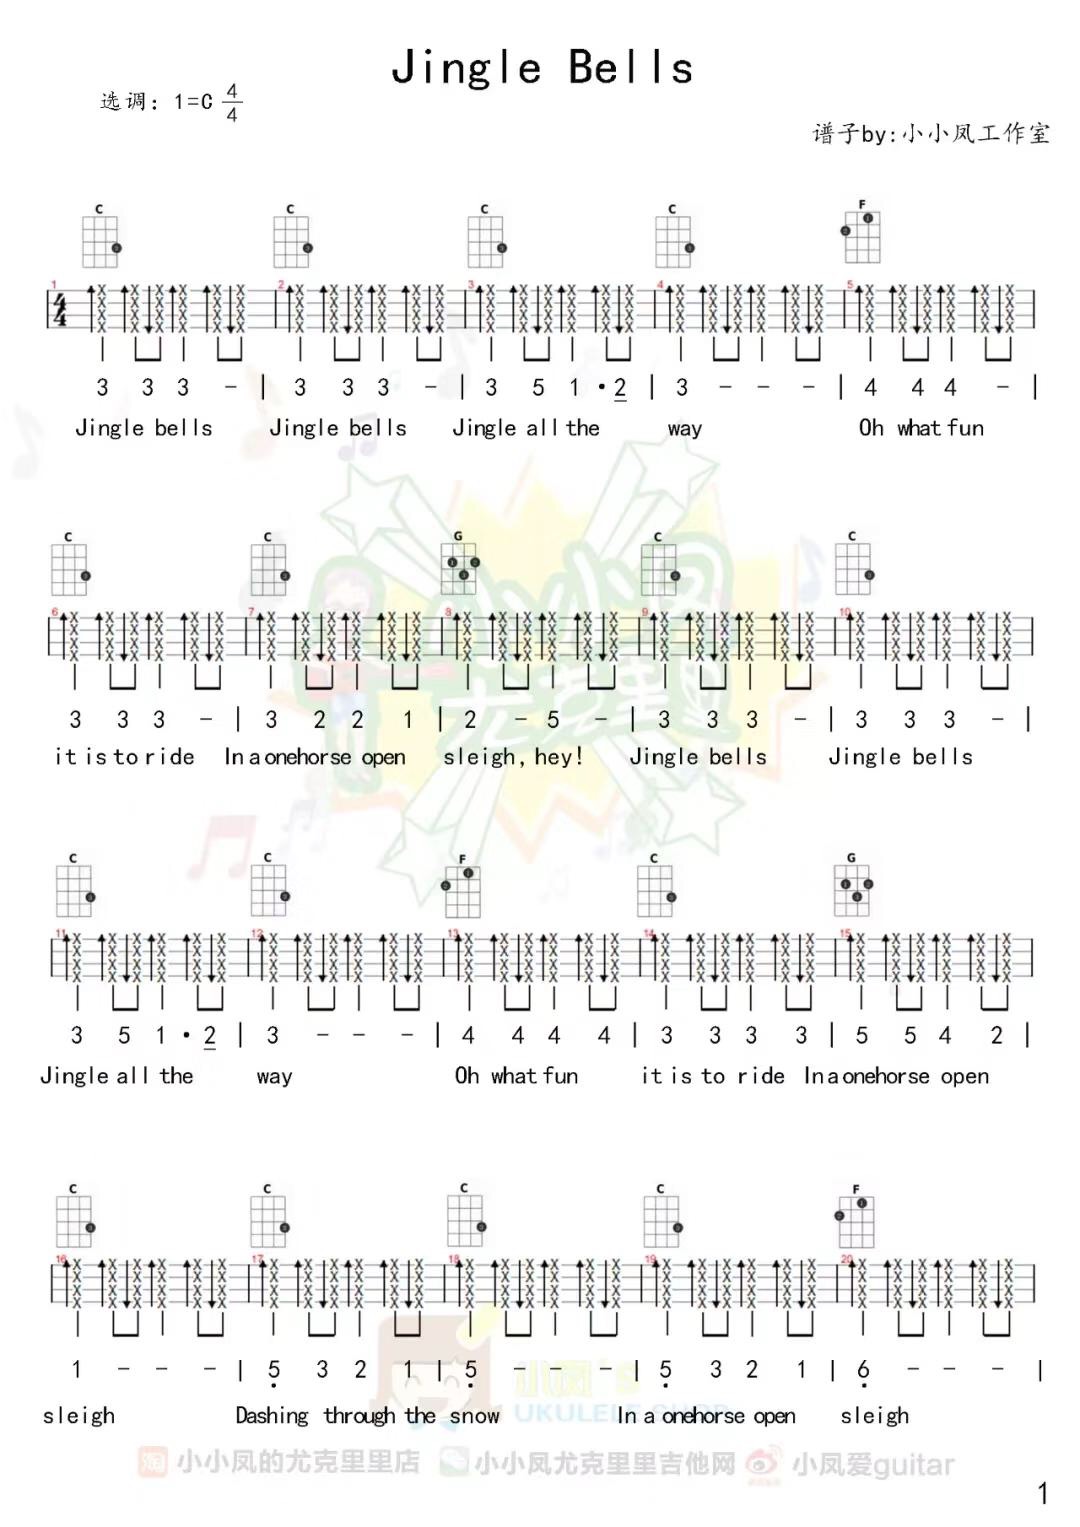 Jingle Bells
选调：1=C 4/4
谱子by:小小凤工作室
C C C C F
1 2 3 4 5
3 3 3 - | 3 3 3 - | 3 5 1 · 2 | 3 - - - | 4 4 4 - |
Jingle bells Jingle bells Jingle all the way Oh what fun
C C G C C
6 7 8 9 10
3 3 3 - | 3 2 2 1 | 2 - 5 - | 3 3 3 - | 3 3 3 - |
it is to ride In a onehorse open sleigh, hey! Jingle bells Jingle bells
C C F C G
11 12 13 14 15
3 5 1 · 2 | 3 - - - | 4 4 4 4 | 3 3 3 3 | 5 5 4 2 |
Jingle all the way Oh what fun it is to ride In a onehorse open
C C C C F
16 17 18 19 20
1 - - - | 5 3 2 1 | 5 - - - | 5 3 2 1 | 6 - - - |
sleigh Dashing through the snow In a onehorse open sleigh
小凤's
UKULELE SHOP
淘 小小凤的尤克里里店 小小凤尤克里里吉他网 小凤爱guitar
1